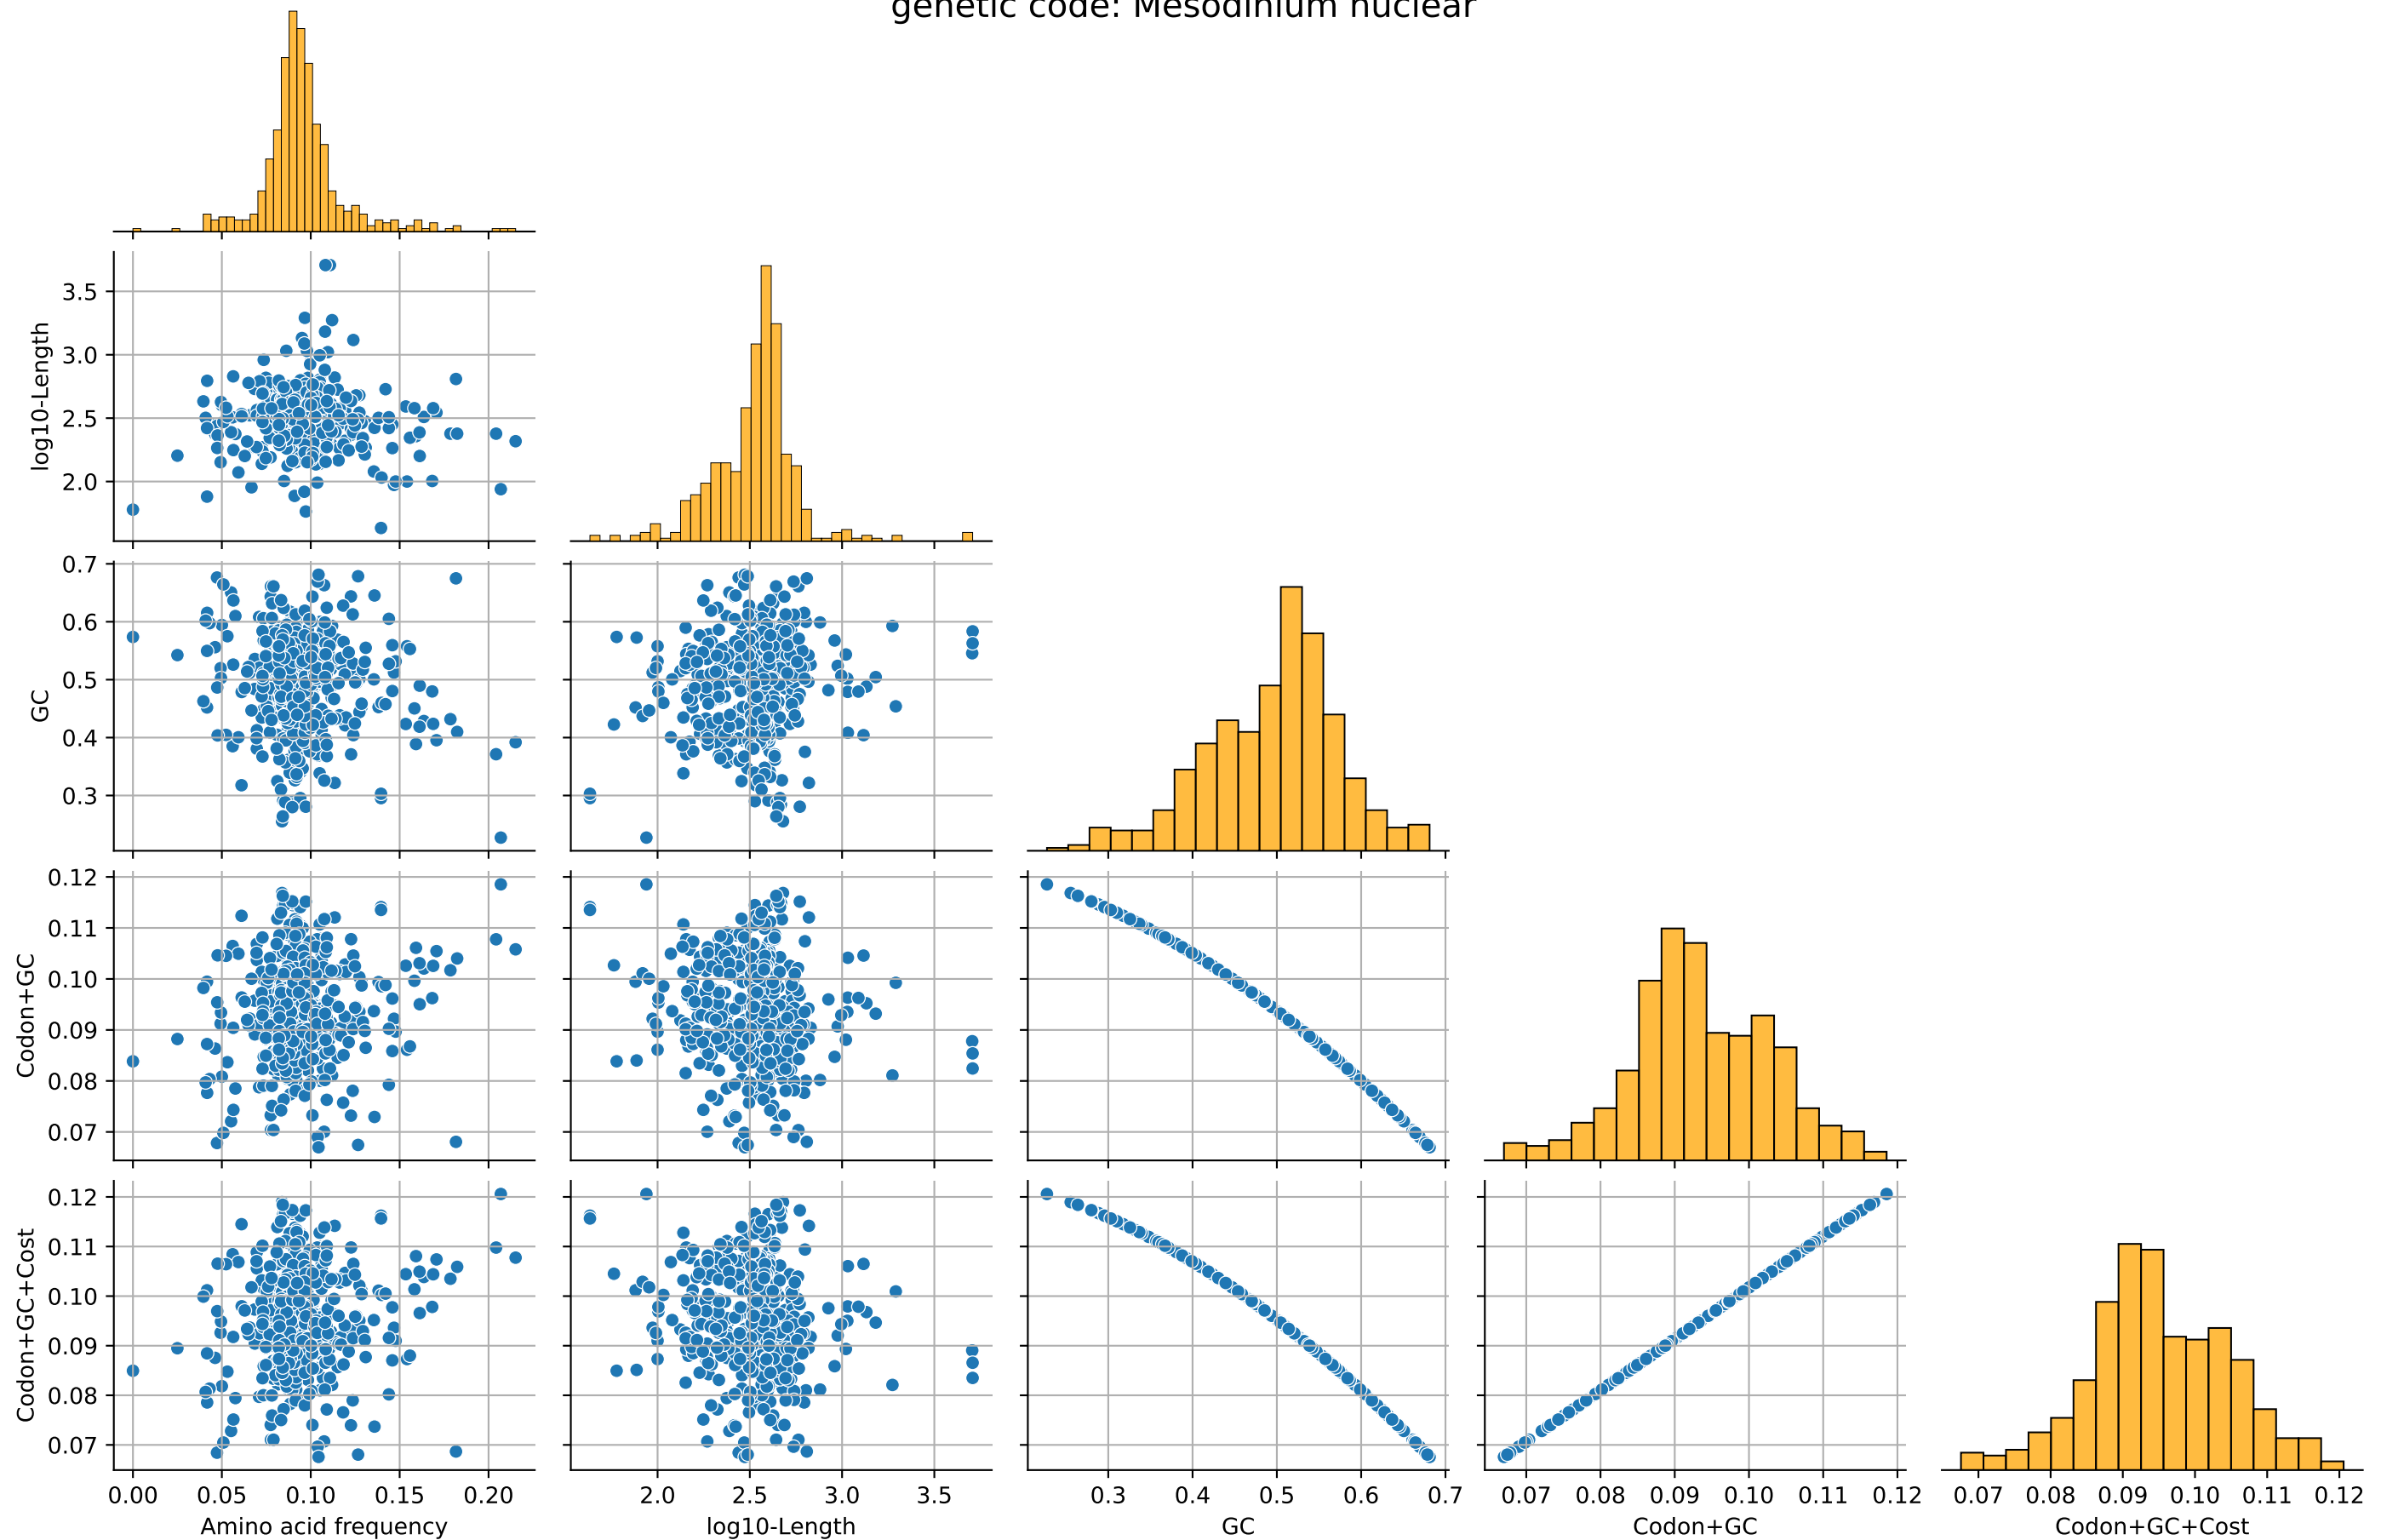 genetic code: Mesodinium nuclear
3.5
3.0
2.5
2.0
log10-Length
0.7
0.6
0.5
0.4
0.3
GC
0.12
0.11
0.10
0.09
0.08
0.07
Codon+GC
0.12
0.11
0.10
0.09
0.08
0.07
Codon+GC+Cost
0.00 0.05 0.10 0.15 0.20
Amino acid frequency
2.0 2.5 3.0 3.5
log10-Length
0.3 0.4 0.5 0.6 0.7
GC
0.07 0.08 0.09 0.10 0.11 0.12
Codon+GC
0.07 0.08 0.09 0.10 0.11 0.12
Codon+GC+Cost